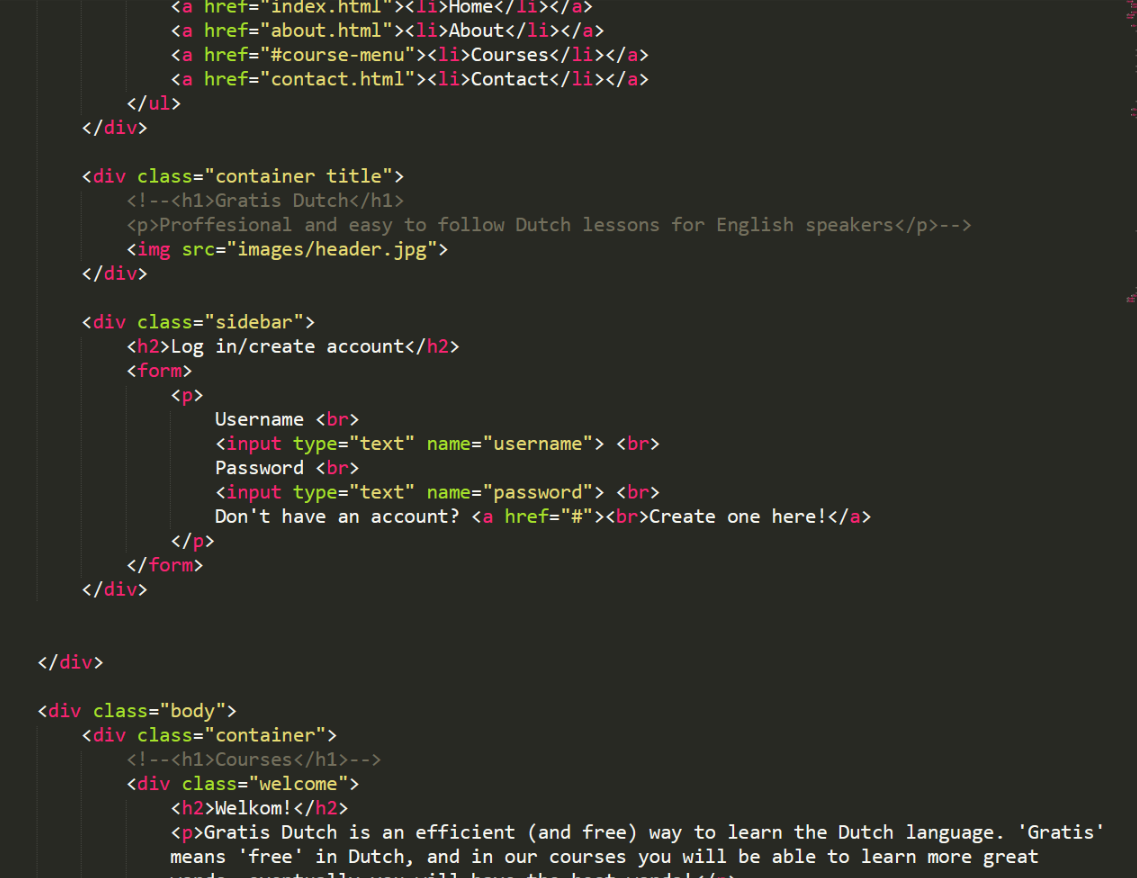 <a href="index.html"><li>Home</li></a>
<a href="about.html"><li>About</li></a>
<a href="#course-menu"><li>Courses</li></a>
<a href="contact.html"><li>Contact</li></a>
</ul>
</div>
<div class="container title">
<!--<h1>Gratis Dutch</h1>
<p>Proffesional and easy to follow Dutch lessons for English speakers</p>-->
<img src="images/header.jpg">
</div>
<div class="sidebar">
<h2>Log in/create account</h2>
<form>
<p>
Username <br>
<input type="text" name="username"> <br>
Password <br>
<input type="text" name="password"> <br>
Don't have an account? <a href="#"><br>Create one here!</a>
</p>
</form>
</div>
</div>
<div class="body">
<div class="container">
<!--<h1>Courses</h1>-->
<div class="welcome">
<h2>Welkom!</h2>
<p>Gratis Dutch is an efficient (and free) way to learn the Dutch language. 'Gratis'
means 'free' in Dutch, and in our courses you will be able to learn more great
eventually you will have the best